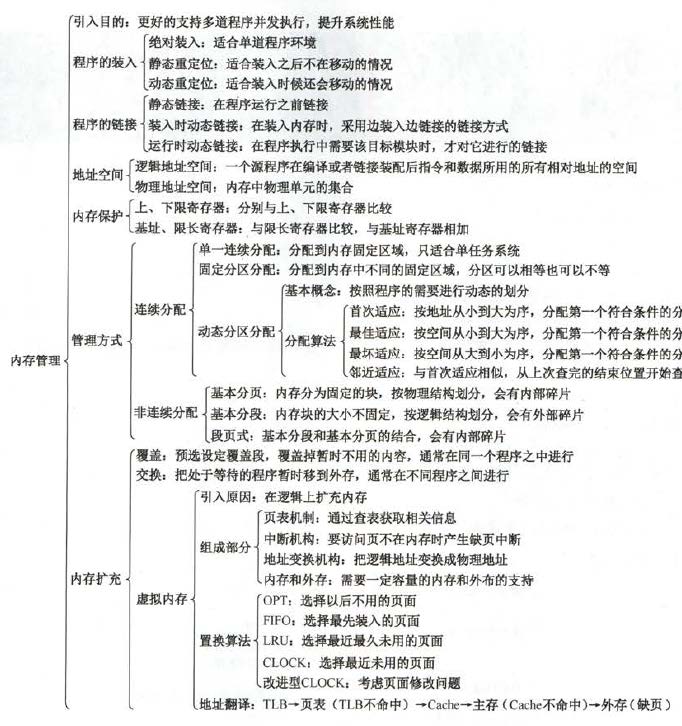 引入目的：更好的支持多道程序并发执行，提升系统性能
绝对装入：适合单道程序环境
程序的装入
静态重定位：适合装入之后不在移动的情况
动态重定位：适合装入时候还会移动的情况
静态链接：在程序运行之前链接
程序的链接
装入时动态链接：在装入内存时，采用边装入边链接的链接方式
运行时动态链接：在程序执行中需要该目标模块时，才对它进行的链接
地址空间
逻辑地址空间：一个源程序在编译或者链接装配后指令和数据所用的所有相对地址的空间
物理地址空间：内存中物理单元的集合
内存保护
上、下限寄存器：分别与上、下限寄存器比较
基址、限长寄存器：与限长寄存器比较，与基址寄存器相加
单一连续分配：分配到内存固定区域，只适合单任务系统
固定分区分配：分配到内存中不同的固定区域，分区可以相等也可以不等
基本概念：按照程序的需要进行动态的划分
连续分配
首次适应：按地址从小到大为序，分配第一个符合条件的分
动态分区分配
分配算法
最佳适应：按空间从小到大为序，分配第一个符合条件的分
管理方式
最坏适应：按空间从大到小为序，分配第一个符合条件的分
内存管理
邻近适应：与首次适应相似，从上次查完的结束位置开始查
基本分页：内存分为固定的块，按物理结构划分，会有内部碎片
非连续分配
基本分段：内存块的大小不固定，按逻辑结构划分，会有外部碎片
段页式：基本分段和基本分页的结合，会有内部碎片
覆盖：预选设定覆盖段，覆盖掉暂时不用的内容，通常在同一个程序之中进行
交换：把处于等待的程序暂时移到外存，通常在不同程序之间进行
引入原因：在逻辑上扩充内存
页表机制：通过查表获取相关信息
组成部分
中断机构：要访问页不在内存时产生缺页中断
地址变换机构：把逻辑地址变换成物理地址
内存扩充
内存和外存：需要一定容量的内存和外布的支持
虚拟内存
OPT：选择以后不用的页面
FIFO：选择最先装入的页面
置换算法
LRU：选择最近最久未用的页面
CLOCK：选择最近未用的页面
改进型CLOCK：考虑页面修改问题
地址翻译：TLB→页表（TLB不命中）→Cache→主存（Cache不命中）→外存（缺页）